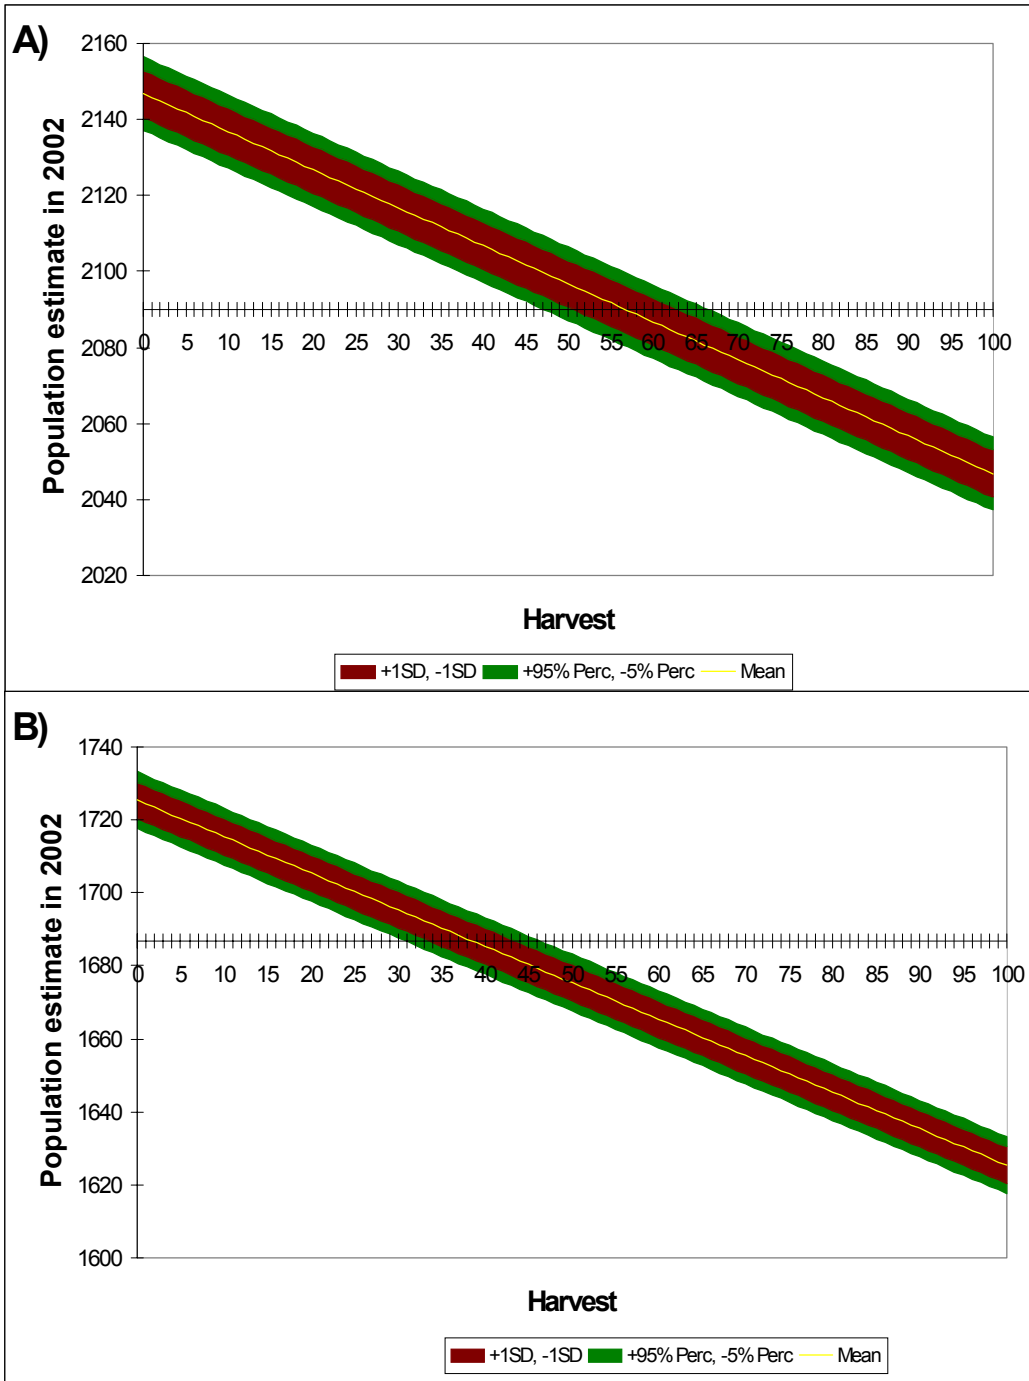 A)
Population estimate in 2002
2160
2140
2120
2100
2080
2060
2040
2020
0 5 10 15 20 25 30 35 40 45 50 55 60 65 70 75 80 85 90 95 100
Harvest
+1SD, -1SD +95% Perc, -5% Perc Mean
B)
Population estimate in 2002
1740
1720
1700
1680
1660
1640
1620
1600
0 5 10 15 20 25 30 35 40 45 50 55 60 65 70 75 80 85 90 95 100
Harvest
+1SD, -1SD +95% Perc, -5% Perc Mean